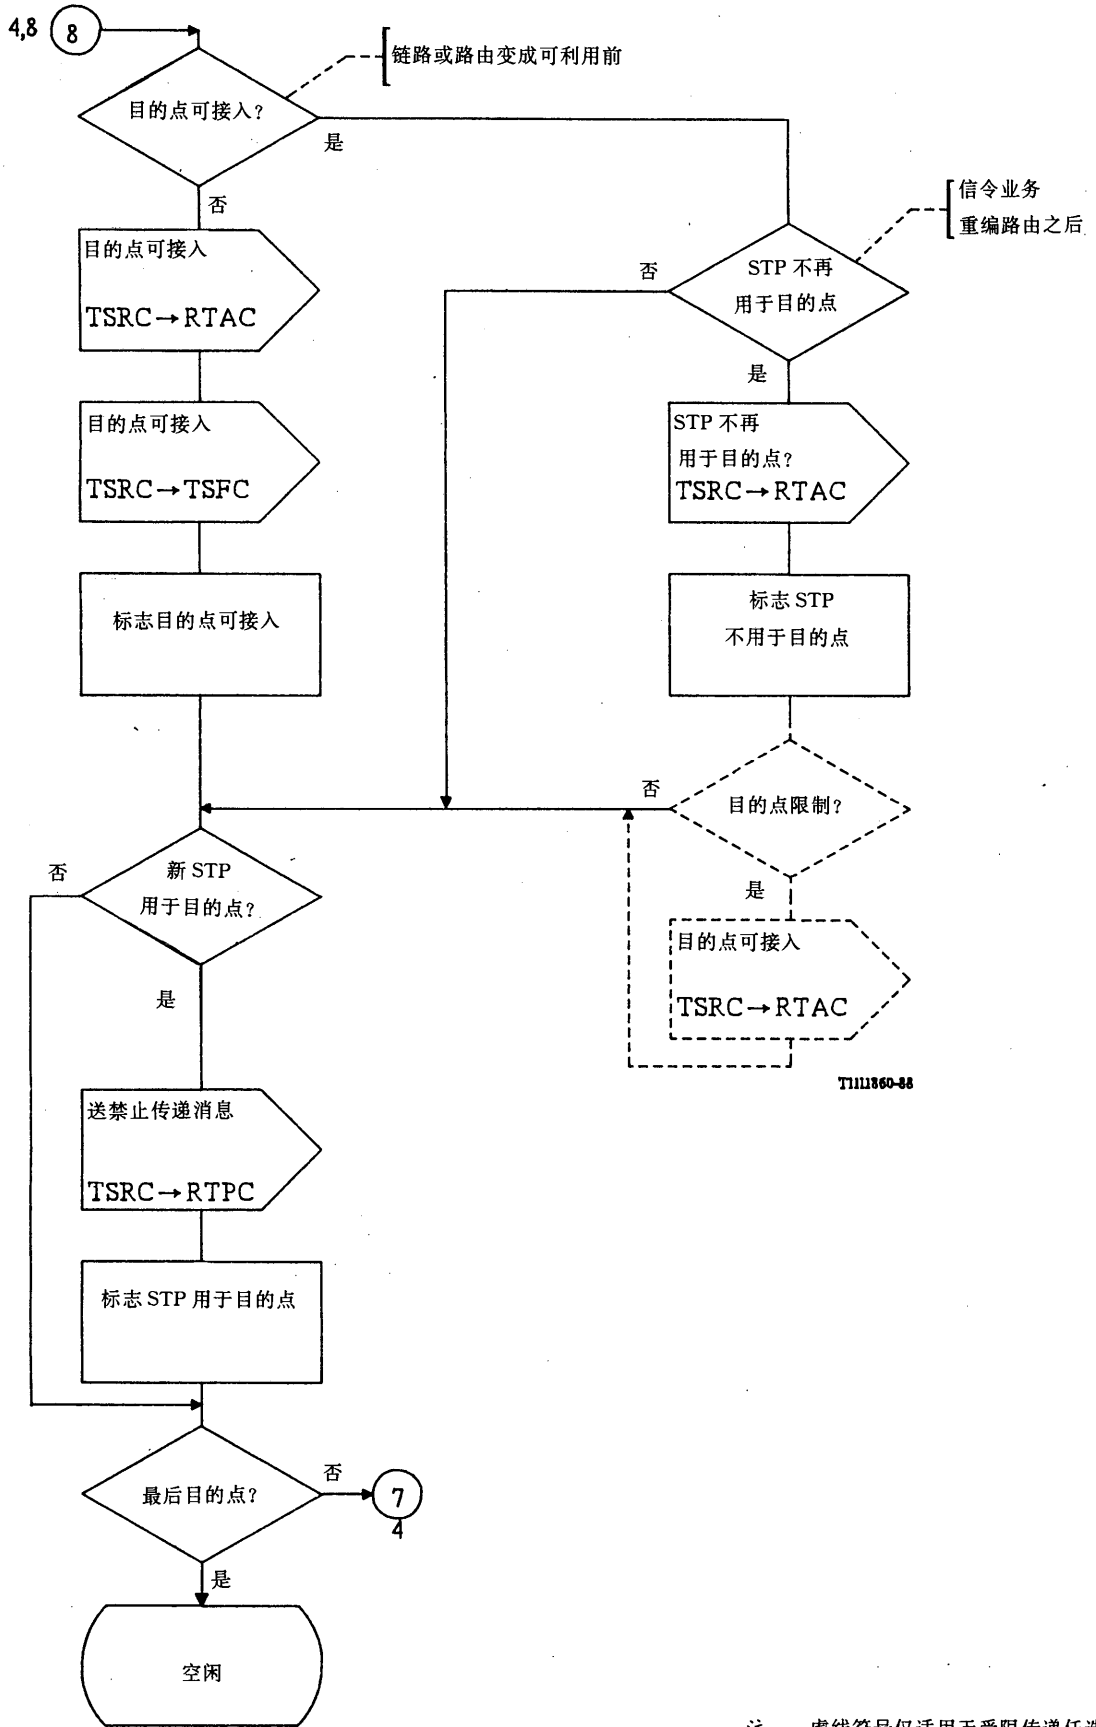 4,8
8
链路或路由变成可利用前
目的点可接入?
是
否
信令业务
重编路由之后
目的点可接入
TSRC→RTAC
否
STP 不再
用于目的点
是
目的点可接入
TSRC→TSFC
STP 不再
用于目的点?
TSRC→RTAC
标志目的点可接入
标志 STP
不用于目的点
否
目的点限制?
是
否
新 STP
用于目的点?
是
目的点可接入
TSRC→RTAC
T1111860-88
送禁止传递消息
TSRC→RTPC
标志 STP 用于目的点
最后目的点?
否
7
4
是
空闲